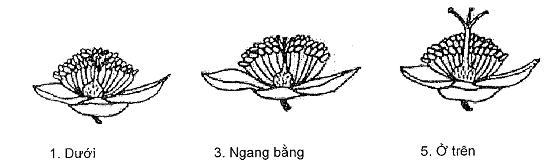 1. Dưới
3. Ngang bằng
5. Ở trên